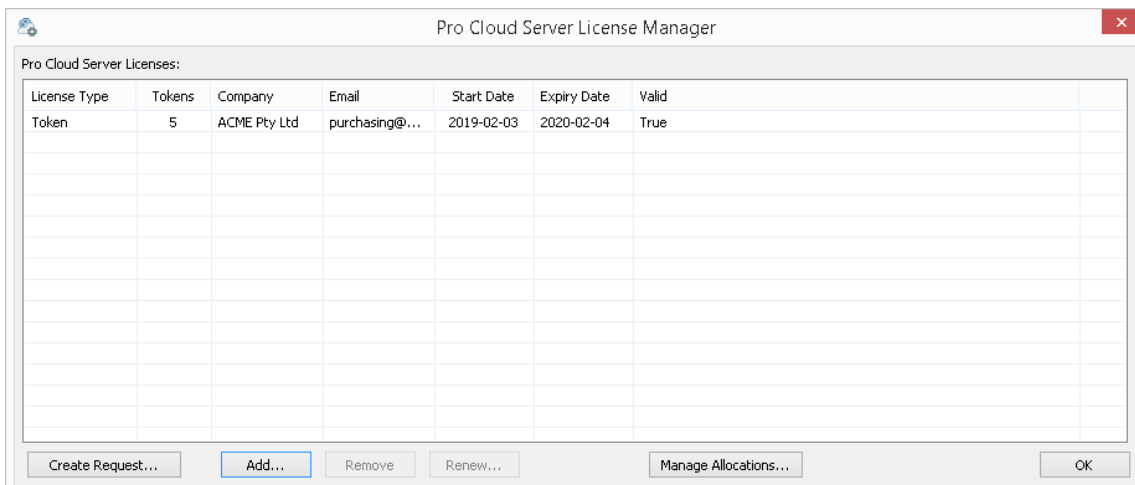 Pro Cloud Server License Manager
Pro Cloud Server Licenses:
License Type Tokens Company Email Start Date Expiry Date Valid
Token 5 ACME Pty Ltd purchasing@... 2019-02-03 2020-02-04 True
Create Request... Add... Remove Renew... Manage Allocations... OK